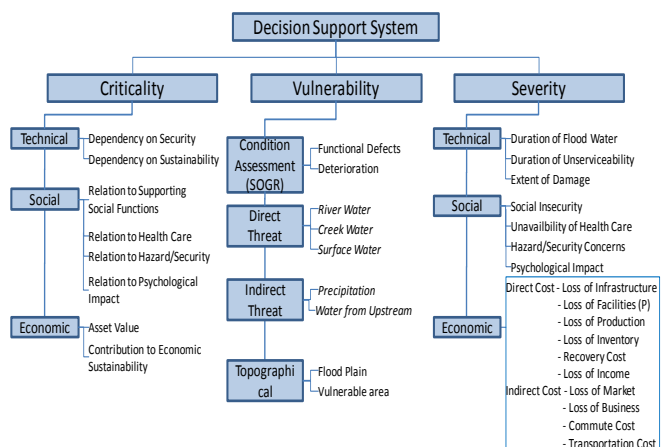 Decision Support System
Criticality
Technical
Dependency on Security
Dependency on Sustainability
Social
Relation to Supporting
Social Functions
Relation to Health Care
Relation to Hazard/Security
Relation to Psychological
Impact
Economic
Asset Value
Contribution to Economic
Sustainability
Vulnerability
Condition
Assessment
(SOGR)
Functional Defects
Deterioration
Direct
Threat
River Water
Creek Water
Surface Water
Indirect
Threat
Precipitation
Water from Upstream
Topographi
cal
Flood Plain
Vulnerable area
Severity
Technical
Duration of Flood Water
Duration of Unserviceability
Extent of Damage
Social
Social Insecurity
Unavailbility of Health Care
Hazard/Security Concerns
Psychological Impact
Economic
Direct Cost - Loss of Infrastructure
- Loss of Facilities (P)
- Loss of Production
- Loss of Inventory
- Recovery Cost
- Loss of Income
Indirect Cost - Loss of Market
- Loss of Business
- Commute Cost
- Transportation Cost